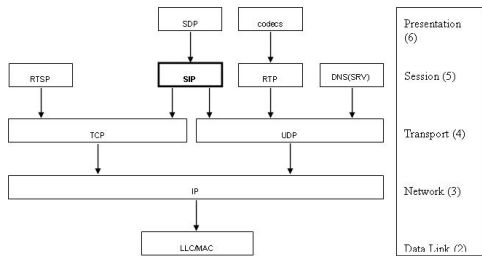 SDP
codecs
Presentation
(6)
RTSP
SIP
RTP
DNS(SRV)
Session (5)
TCP
UDP
Transport (4)
IP
Network (3)
LLC/MAC
Data Link (2)